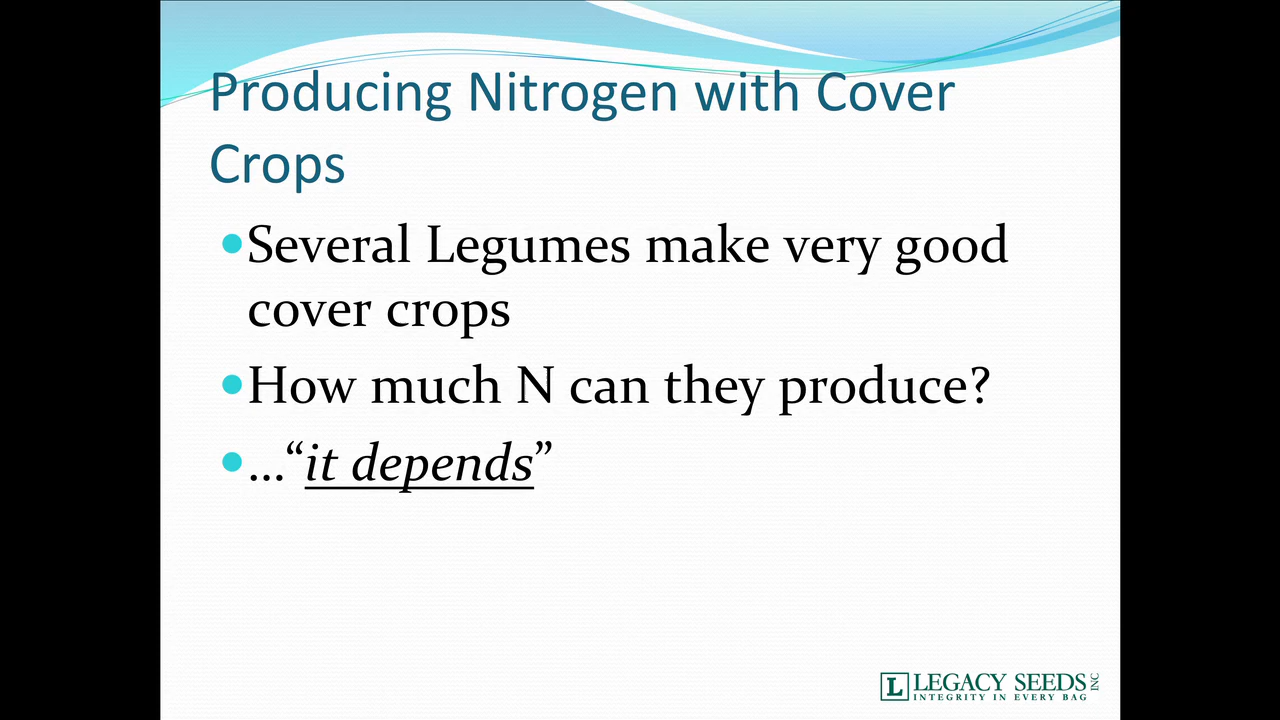 Producing Nitrogen with Cover
Crops
•Several Legumes make very good
cover crops
•How much N can they produce?
•…“it depends”
L LEGACY SEEDS INC
INTEGRITY IN EVERY BAG